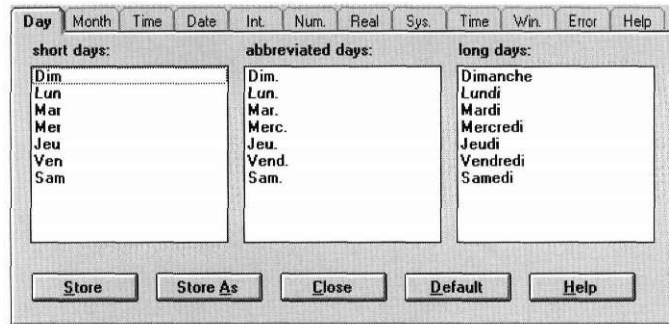 Day Month Time Date Int. Num. Real Sys. Time Win. Error Help
short days: abbreviated days: long days:
Dim Dim. Dimanche
Lun Lun. Lundi
Mar Mar. Mardi
Mer Merc. Mercredi
Jeu Jeu. Jeudi
Ven Vend. Vendredi
Sam Sam. Samedi
Store Store As Close Default Help